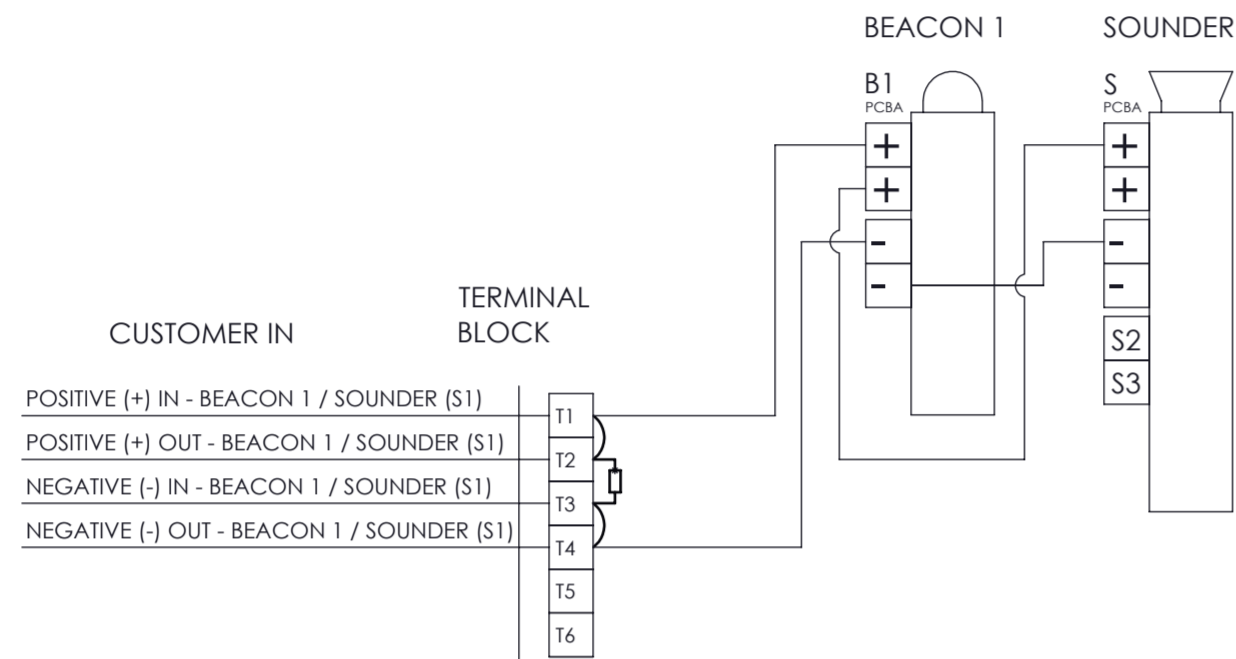 BEACON 1
SOUNDER
B1
PCBA
S
PCBA
+
+
+
+
-
-
-
-
S2
S3
TERMINAL
BLOCK
CUSTOMER IN
POSITIVE (+) IN - BEACON 1 / SOUNDER (S1)
T1
POSITIVE (+) OUT - BEACON 1 / SOUNDER (S1)
T2
NEGATIVE (-) IN - BEACON 1 / SOUNDER (S1)
T3
NEGATIVE (-) OUT - BEACON 1 / SOUNDER (S1)
T4
T5
T6